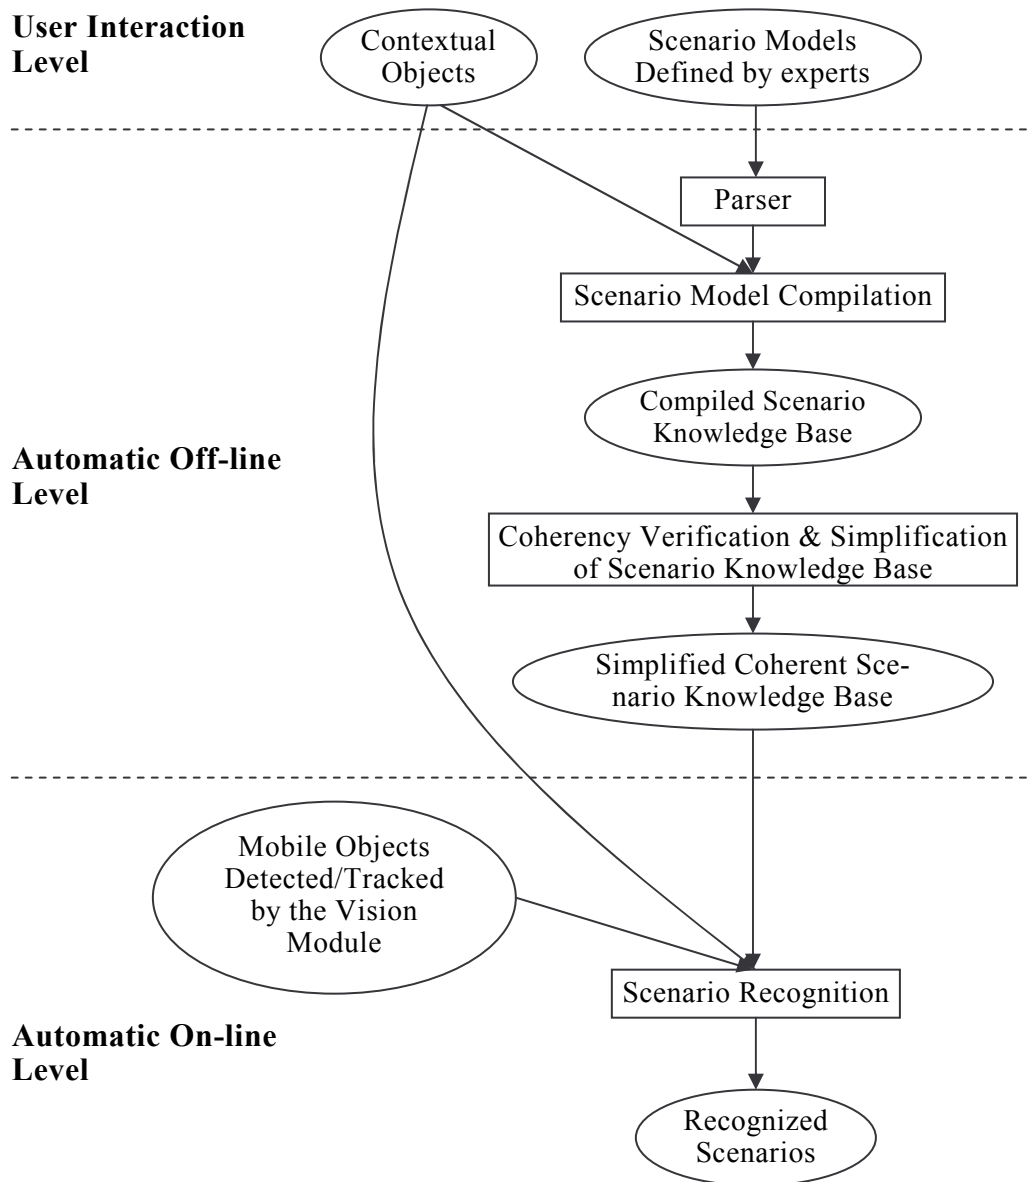 User Interaction
Level
Contextual
Objects
Scenario Models
Defined by experts
Parser
Scenario Model Compilation
Compiled Scenario
Knowledge Base
Automatic Off-line
Level
Coherency Verification & Simplification
of Scenario Knowledge Base
Simplified Coherent Sce-
nario Knowledge Base
Mobile Objects
Detected/Tracked
by the Vision
Module
Scenario Recognition
Automatic On-line
Level
Recognized
Scenarios